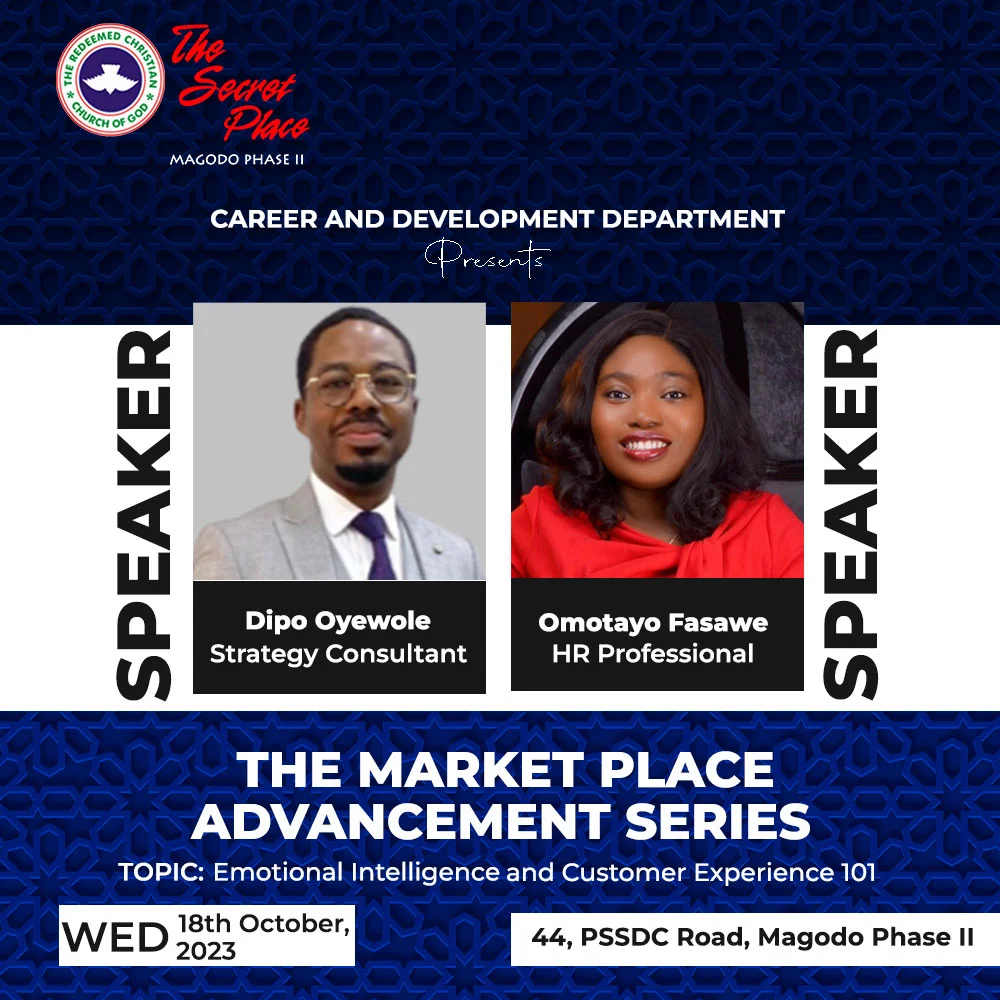 THE REDEEMED CHRISTIAN
CHURCH OF GOD
The
Secret
Place
MAGODO PHASE II
CAREER AND DEVELOPMENT DEPARTMENT
Presents
SPEAKER
SPEAKER
Dipo Oyewole
Strategy Consultant
Omotayo Fasawe
HR Professional
THE MARKET PLACE
ADVANCEMENT SERIES
TOPIC: Emotional Intelligence and Customer Experience 101
WED
18th October,
2023
44, PSSDC Road, Magodo Phase II